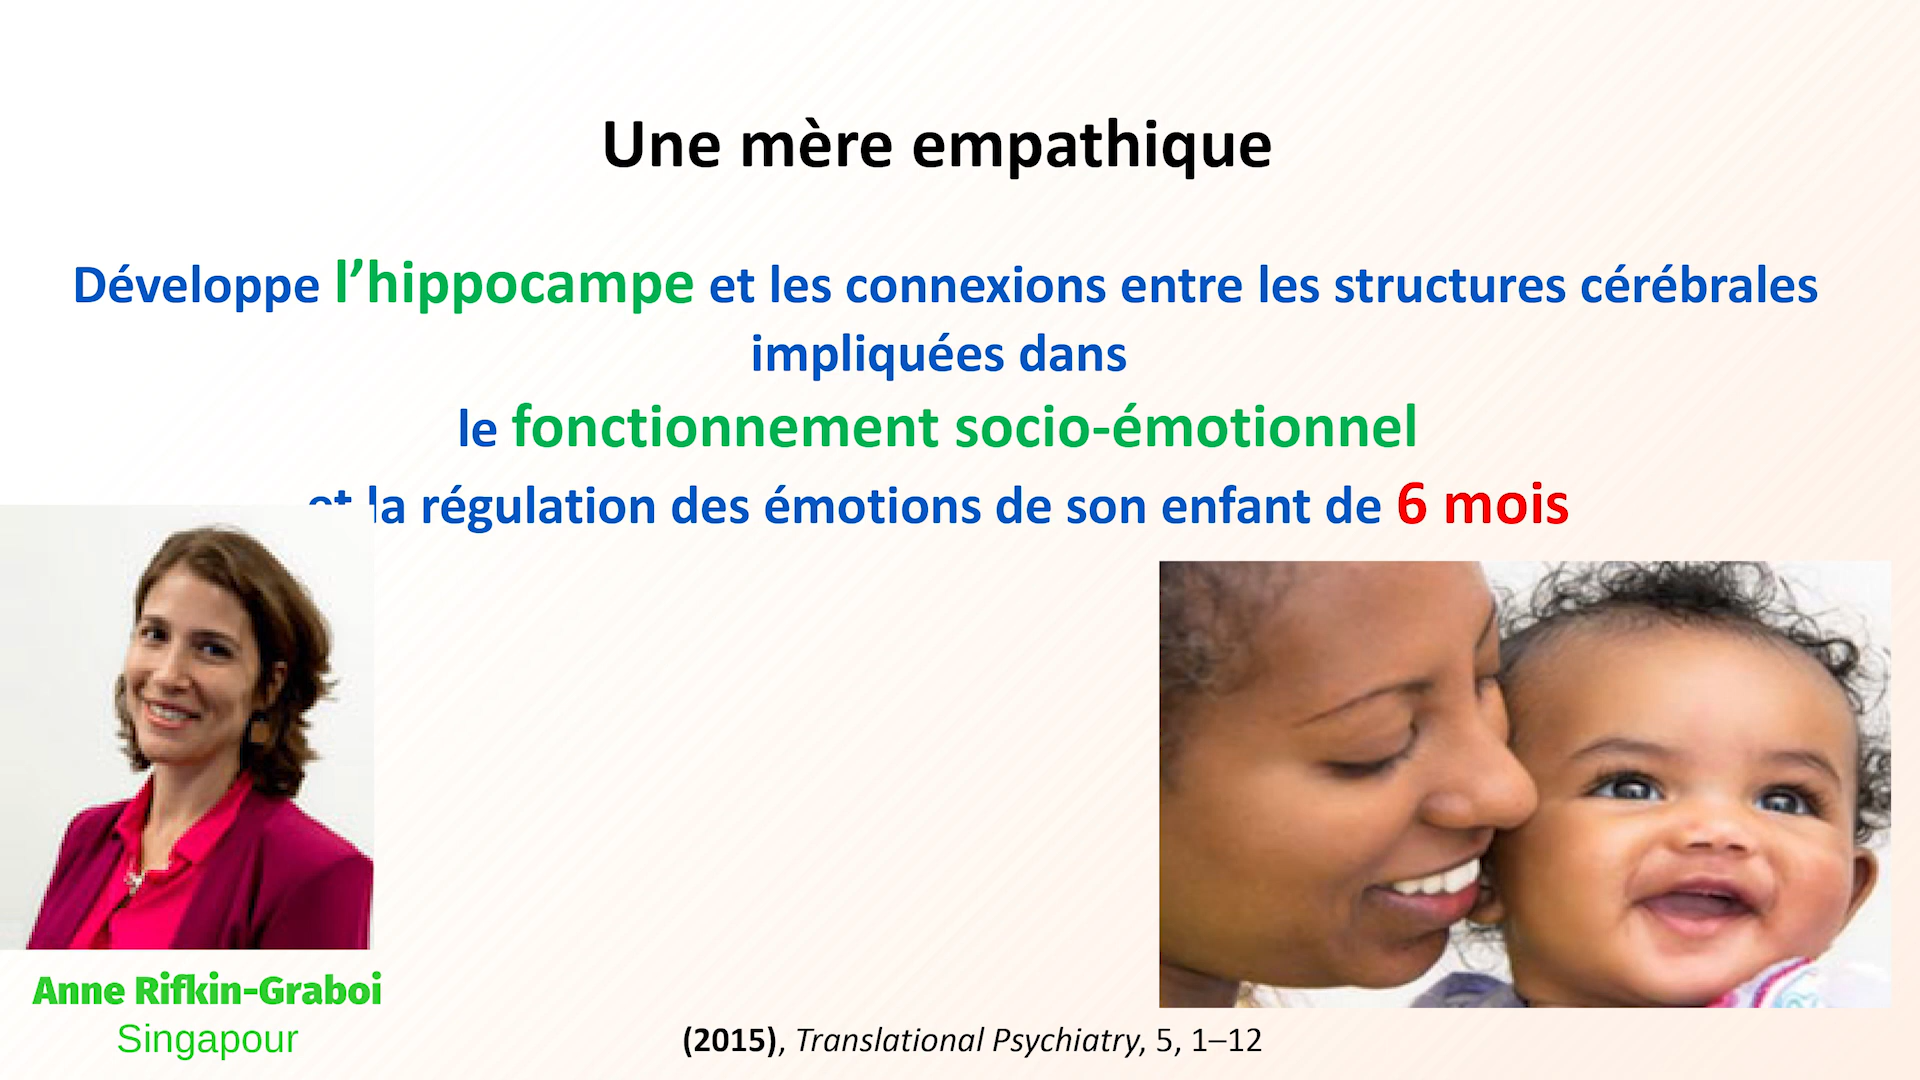 Une mère empathique
Développe l’hippocampe et les connexions entre les structures cérébrales
impliquées dans
le fonctionnement socio-émotionnel
et la régulation des émotions de son enfant de 6 mois
Anne Rifkin-Graboi
Singapour
(2015), Translational Psychiatry, 5, 1–12